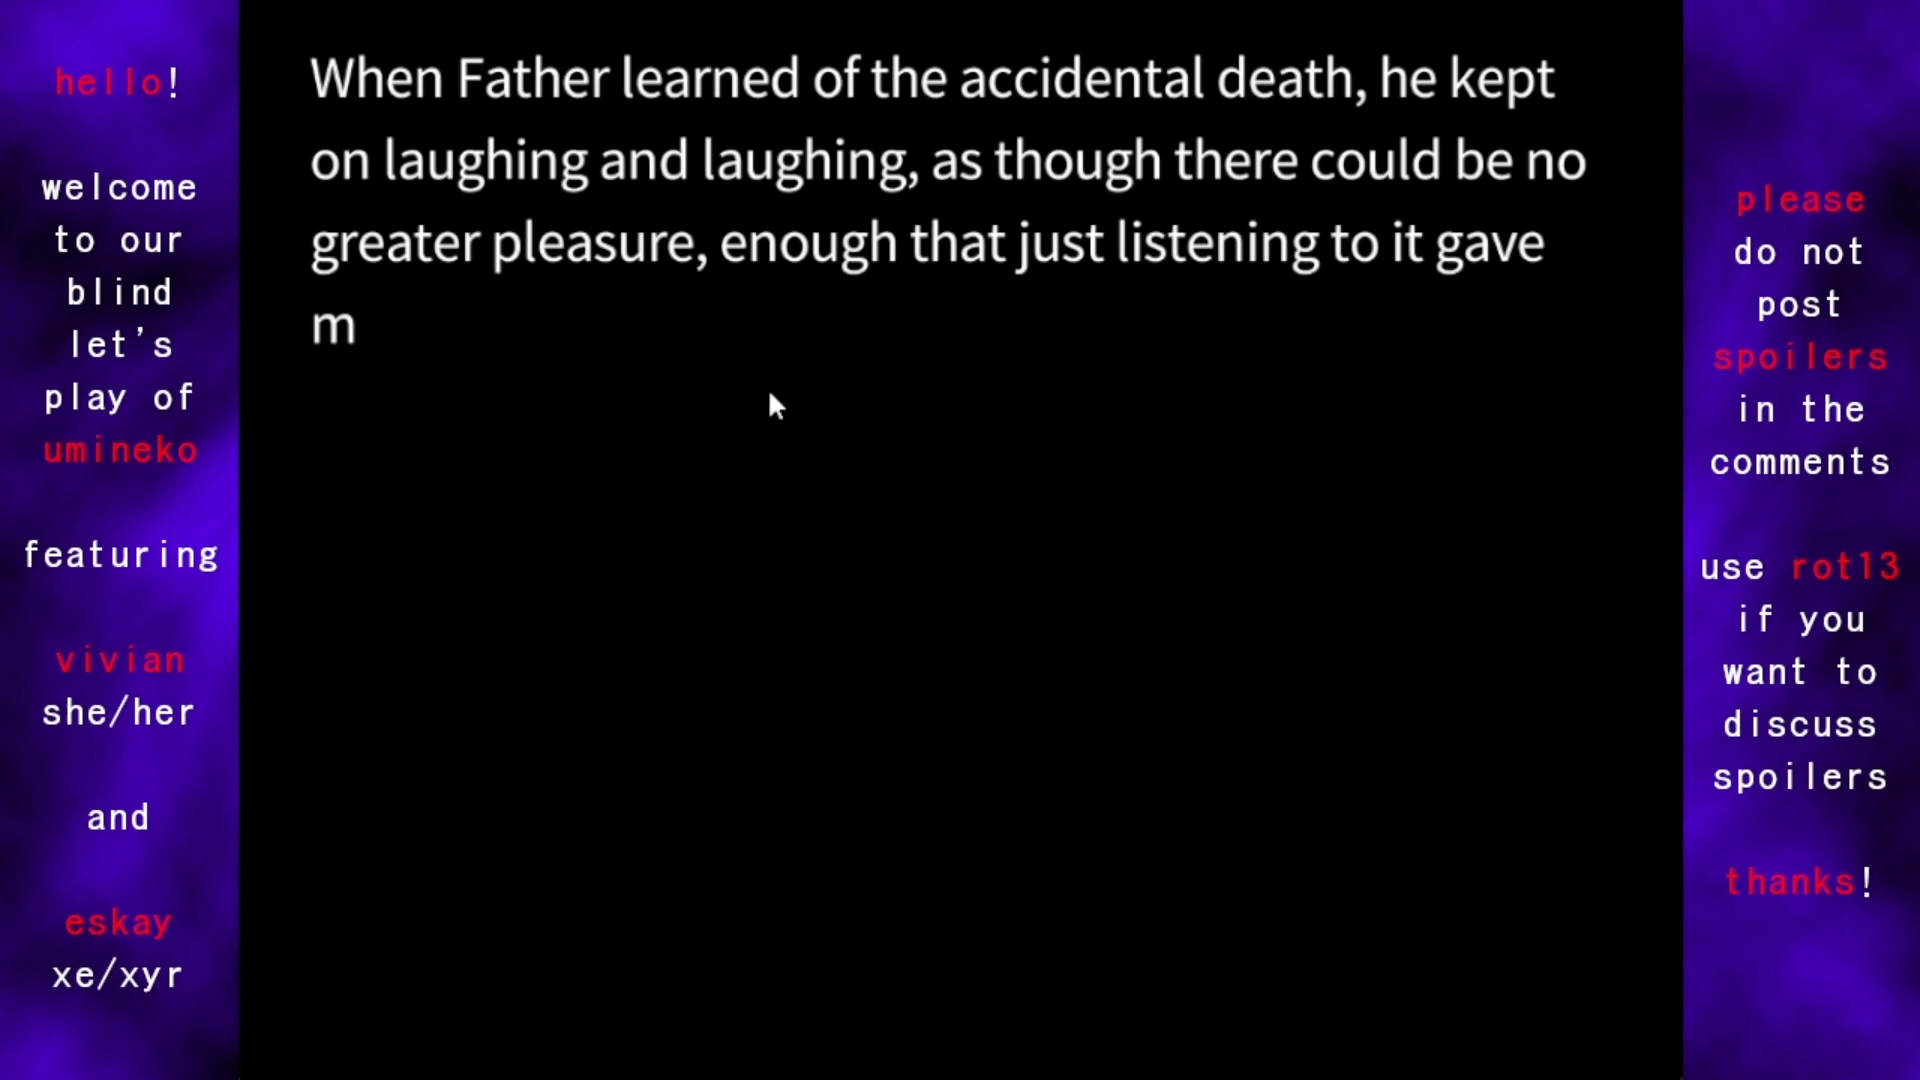 hello!
welcome
to our
blind
let's
play of
umineko
featuring
vivian
she/her
and
eskay
xe/xyr
When Father learned of the accidental death, he kept
on laughing and laughing, as though there could be no
greater pleasure, enough that just listening to it gave
m
please
do not
post
spoilers
in the
comments
use rot13
if you
want to
discuss
spoilers
thanks!